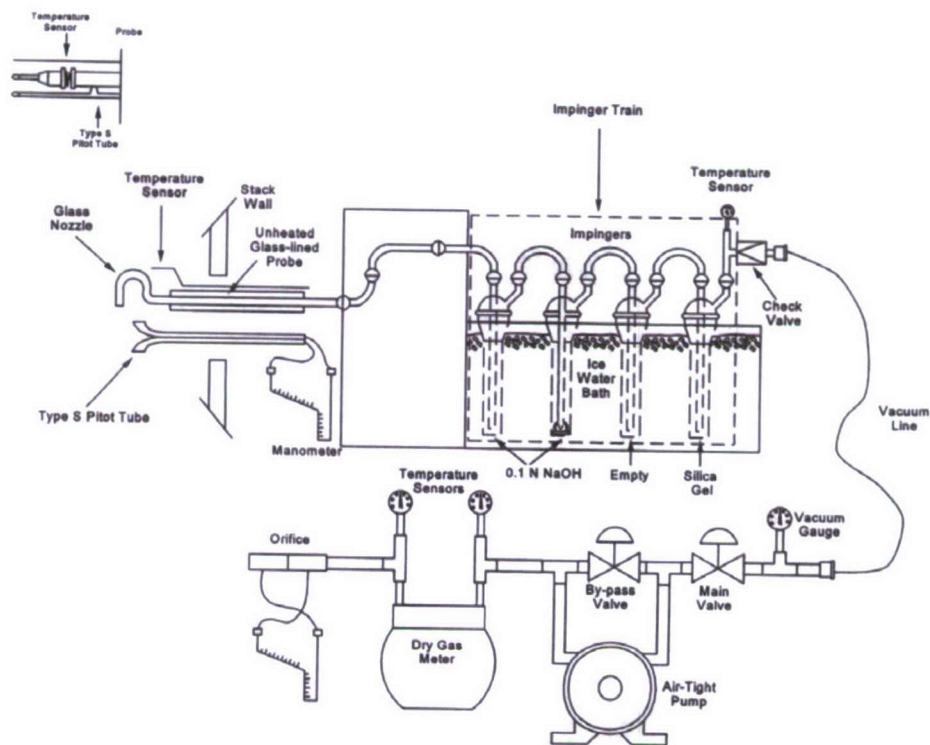 Temperature
Sensor
Probe
Type S
Pitot Tube
Impinger Train
Temperature
Sensor
Temperature
Sensor
Stack
Wall
Glass
Nozzle
Unheated
Glass-lined
Probe
Impingers
Check
Valve
Ice
Water
Bath
Type S Pitot Tube
Manometer
Vacuum
Line
0.1 N NaOH
Empty
Silica
Gel
Temperature
Sensors
Vacuum
Gauge
Orifice
By-pass
Valve
Main
Valve
Dry Gas
Meter
Air-Tight
Pump